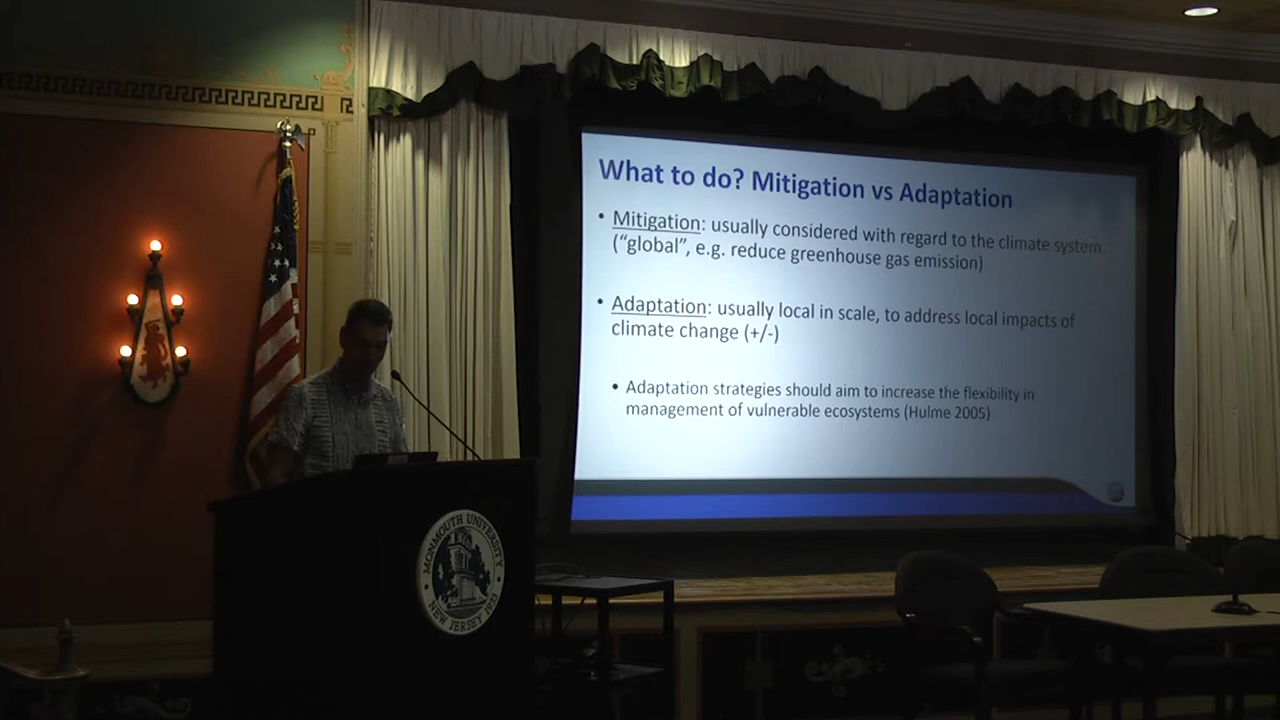 What to do? Mitigation vs Adaptation
• Mitigation: usually considered with regard to the climate system
(“global”, e.g. reduce greenhouse gas emission)
• Adaptation: usually local in scale, to address local impacts of
climate change (+/-)
• Adaptation strategies should aim to increase the flexibility in
management of vulnerable ecosystems (Hulme 2005)
MONMOUTH UNIVERSITY
NEW JERSEY 1933